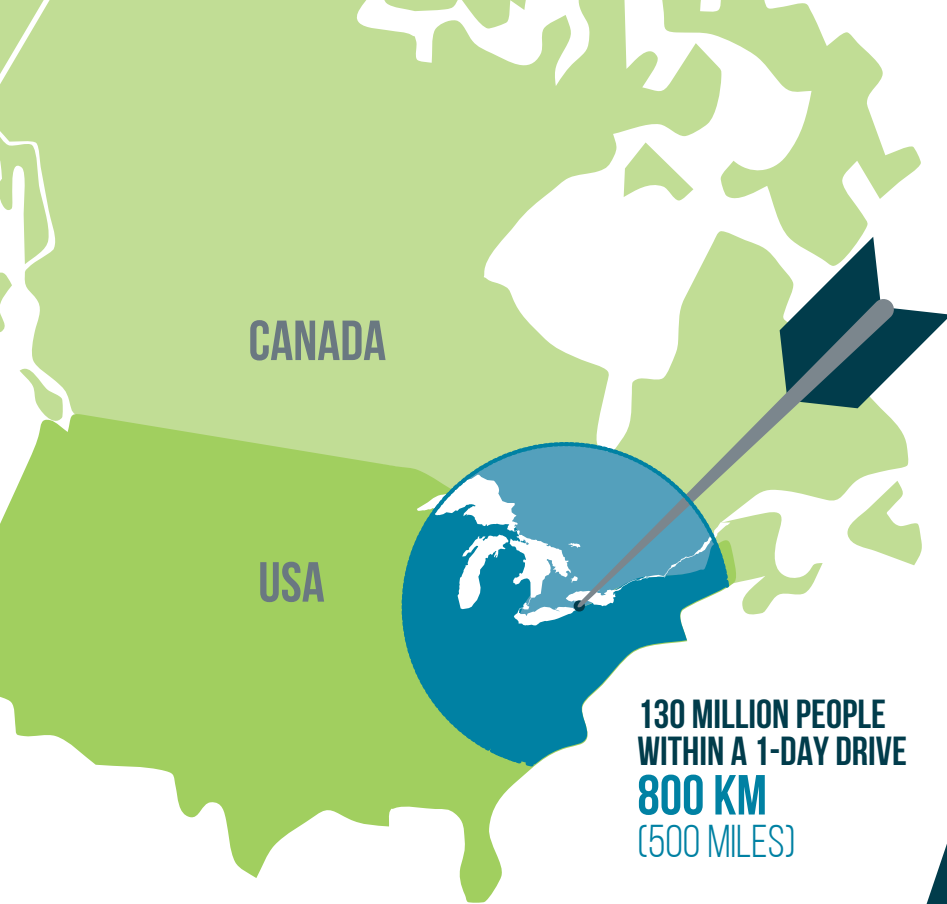 CANADA
USA
130 MILLION PEOPLE
WITHIN A 1-DAY DRIVE
800 KM
(500 MILES)